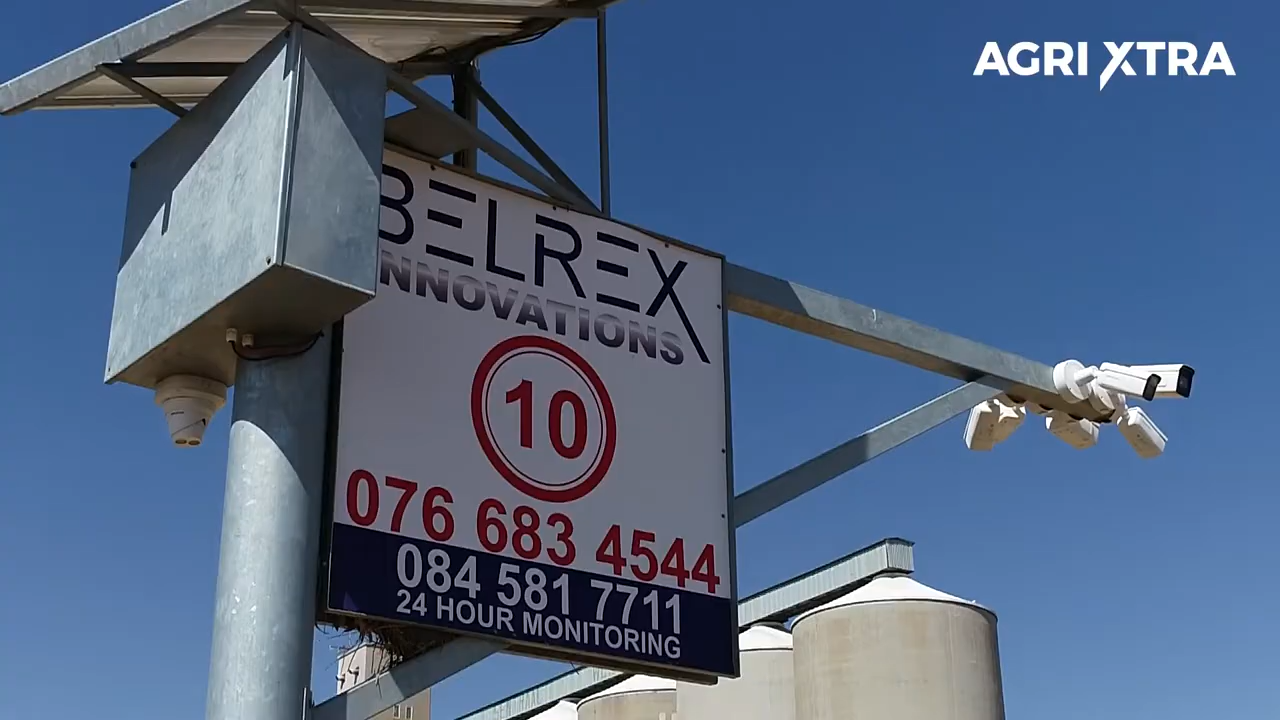 AGRI XTRA
BELREX
INNOVATIONS
10
076 683 4544
084 581 7711
24 HOUR MONITORING